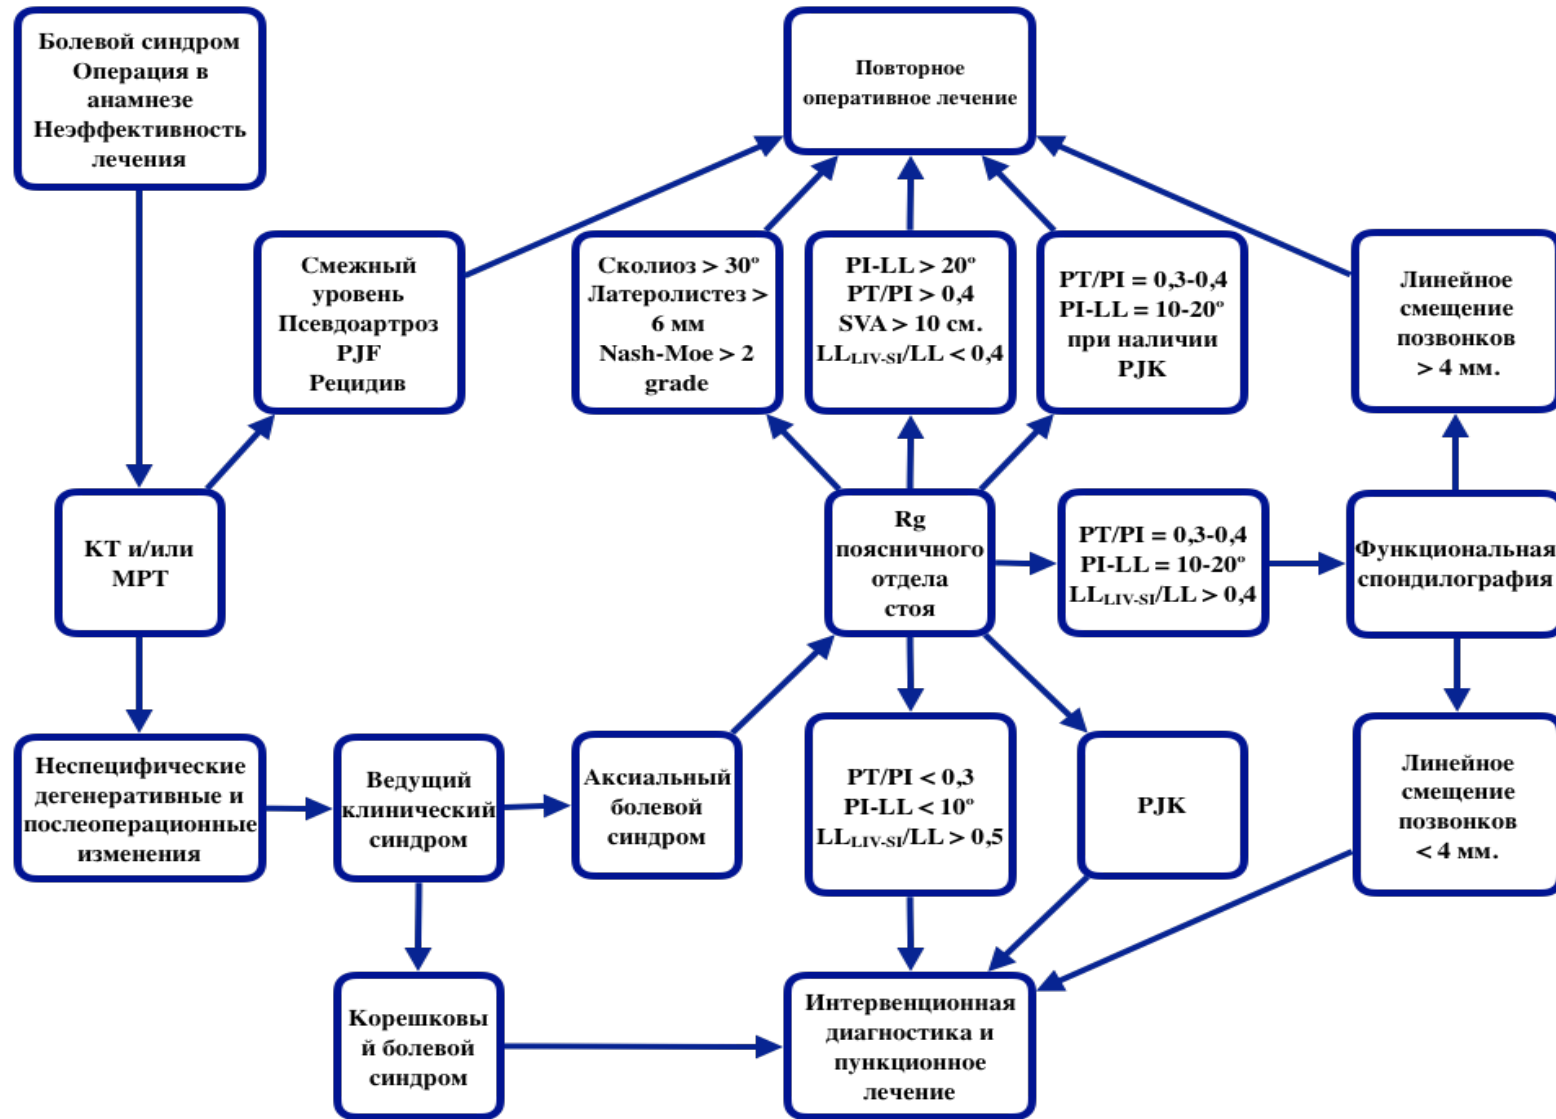 Болевой синдром
Операция в
анамнезе
Неэффективность
лечения
Повторное
оперативное лечение
Смежный
уровень
Псевдоартроз
PJF
Рецидив
Сколиоз > 30º
Латеролистез >
6 мм
Nash-Moe > 2
grade
PI-LL > 20º
PT/PI > 0,4
SVA > 10 см.
LLLIV-SI/LL < 0,4
PT/PI = 0,3-0,4
PI-LL = 10-20º
при наличии
PJK
Линейное
смещение
позвонков
> 4 мм.
КТ и/или
МРТ
Rg
поясничного
отдела
стоя
PT/PI = 0,3-0,4
PI-LL = 10-20º
LLLIV-SI/LL > 0,4
Функциональная
спондилография
Неспецифические
дегенеративные и
послеоперационные
изменения
Ведущий
клинический
синдром
Аксиальный
болевой
синдром
PT/PI < 0,3
PI-LL < 10º
LLLIV-SI/LL > 0,5
PJK
Линейное
смещение
позвонков
< 4 мм.
Корешковы
й болевой
синдром
Интервенционная
диагностика и
пункционное
лечение